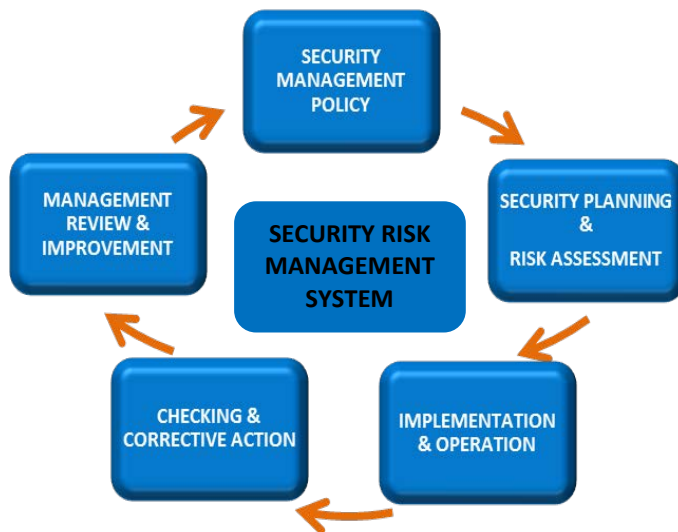 SECURITY
MANAGEMENT
POLICY
SECURITY PLANNING
&
RISK ASSESSMENT
IMPLEMENTATION
& OPERATION
CHECKING &
CORRECTIVE ACTION
MANAGEMENT
REVIEW &
IMPROVEMENT
SECURITY RISK
MANAGEMENT
SYSTEM